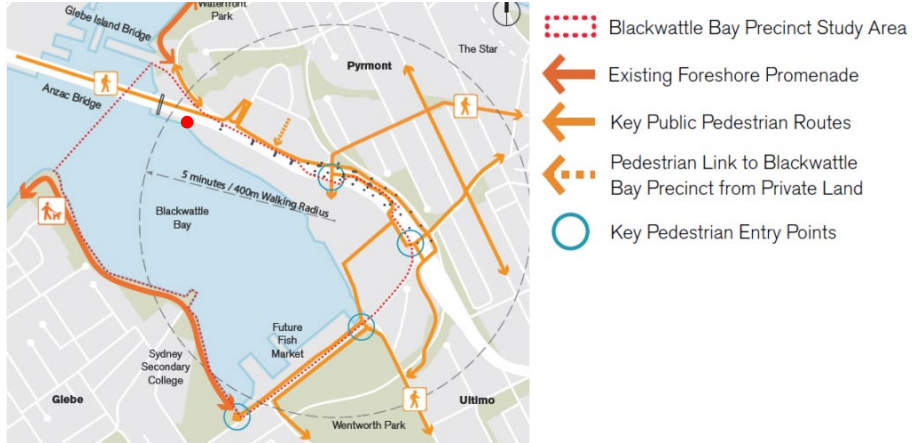 Waterfront
Park
Glebe Island Bridge
Anzac Bridge
The Star
Pyrmont
5 minutes / 400m Walking Radius
Blackwattle
Bay
Future
Fish
Market
Sydney
Secondary
College
Glebe
Wentworth Park
Ultimo
Blackwattle Bay Precinct Study Area
Existing Foreshore Promenade
Key Public Pedestrian Routes
Pedestrian Link to Blackwattle
Bay Precinct from Private Land
Key Pedestrian Entry Points